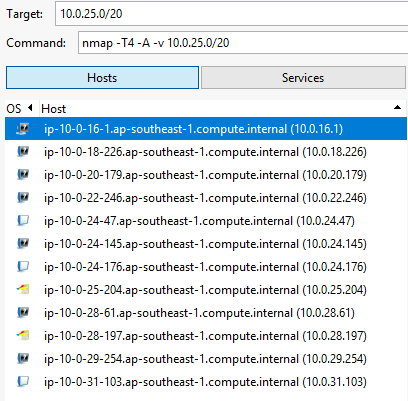 Target: 10.0.25.0/20
Command: nmap -T4 -A -v 10.0.25.0/20
Hosts Services
OS Host
ip-10-0-16-1.ap-southeast-1.compute.internal (10.0.16.1)
ip-10-0-18-226.ap-southeast-1.compute.internal (10.0.18.226)
ip-10-0-20-179.ap-southeast-1.compute.internal (10.0.20.179)
ip-10-0-22-246.ap-southeast-1.compute.internal (10.0.22.246)
ip-10-0-24-47.ap-southeast-1.compute.internal (10.0.24.47)
ip-10-0-24-145.ap-southeast-1.compute.internal (10.0.24.145)
ip-10-0-24-176.ap-southeast-1.compute.internal (10.0.24.176)
ip-10-0-25-204.ap-southeast-1.compute.internal (10.0.25.204)
ip-10-0-28-61.ap-southeast-1.compute.internal (10.0.28.61)
ip-10-0-28-197.ap-southeast-1.compute.internal (10.0.28.197)
ip-10-0-29-254.ap-southeast-1.compute.internal (10.0.29.254)
ip-10-0-31-103.ap-southeast-1.compute.internal (10.0.31.103)